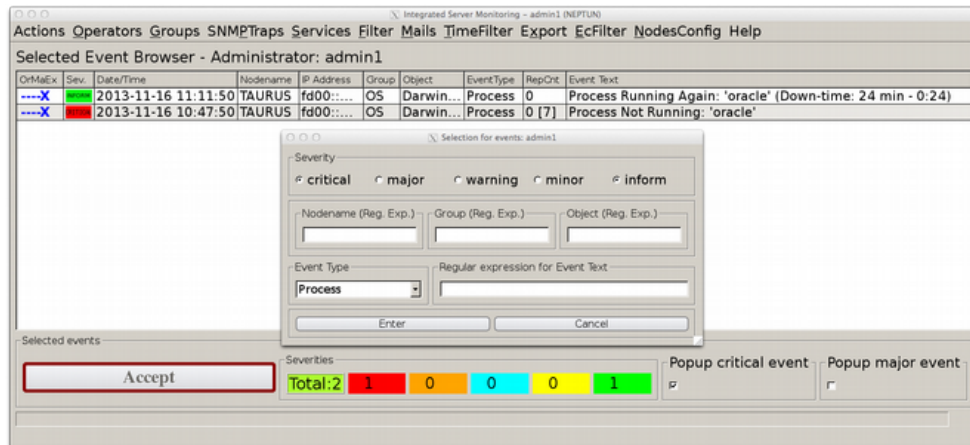 Integrated Server Monitoring - admin1 (NEPTUN)
Actions Operators Groups SNMPTraps Services Filter Mails TimeFilter Export EcFilter NodesConfig Help
Selected Event Browser - Administrator: admin1
OrMaEx Sev. Date/Time Nodename IP Address Group Object EventType RepCnt Event Text
----X INFORM 2013-11-16 11:11:50 TAURUS fd00::... OS Darwin... Process 0 Process Running Again: 'oracle' (Down-time: 24 min - 0:24)
----X 2013-11-16 10:47:50 TAURUS fd00::... OS Darwin... Process 0 [7] Process Not Running: 'oracle'
Selection for events: admin1
Severity
critical major warning minor inform
Nodename (Reg. Exp.) Group (Reg. Exp.) Object (Reg. Exp.)
Event Type Regular expression for Event Text
Process
Enter Cancel
Selected events
Accept
Severities
Total:2 1 0 0 0 1
Popup critical event Popup major event